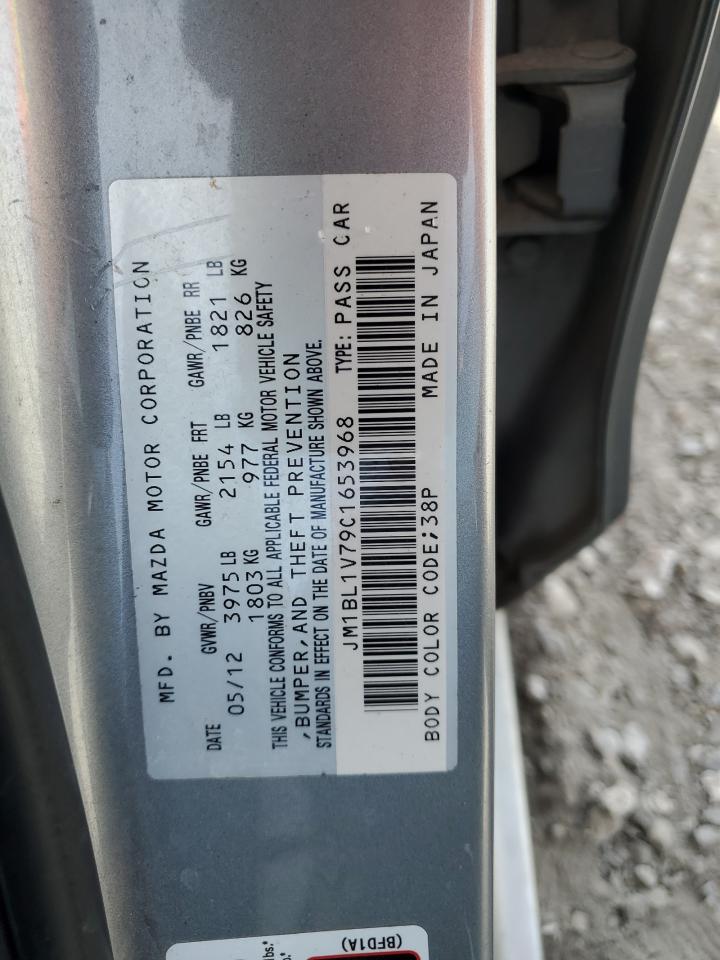 MFD. BY MAZDA MOTOR CORPORATION
DATE GVWR/PNBV GAWR/PNBE FRT GAWR/PNBE RR
05/12 3975 LB 2154 LB 1821 LB
1803 KG 977 KG 826 KG
THIS VEHICLE CONFORMS TO ALL APPLICABLE FEDERAL MOTOR VEHICLE SAFETY
,BUMPER,AND THEFT PREVENTION
STANDARDS IN EFFECT ON THE DATE OF MANUFACTURE SHOWN ABOVE.
JM1BL1V79C1653968 TYPE: PASS CAR
BODY COLOR CODE;38P MADE IN JAPAN
(BFD1A)
lbs.*